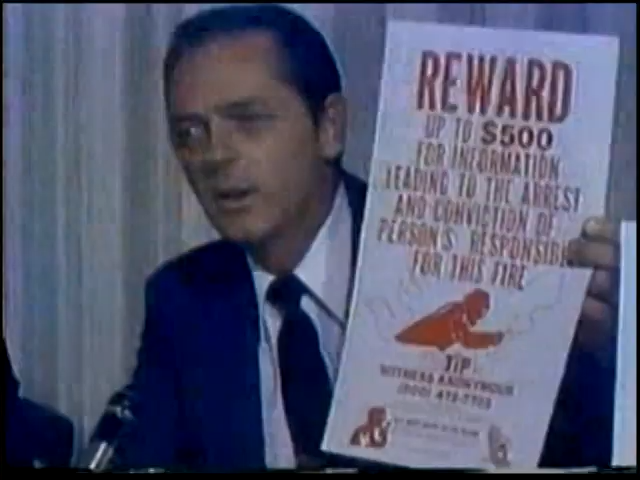 REWARD
UP TO $500
FOR INFORMATION
LEADING TO THE ARREST
AND CONVICTION OF
PERSON'S RESPONSIBLE
FOR THIS FIRE
TIP
WITNESS ANONYMOUS